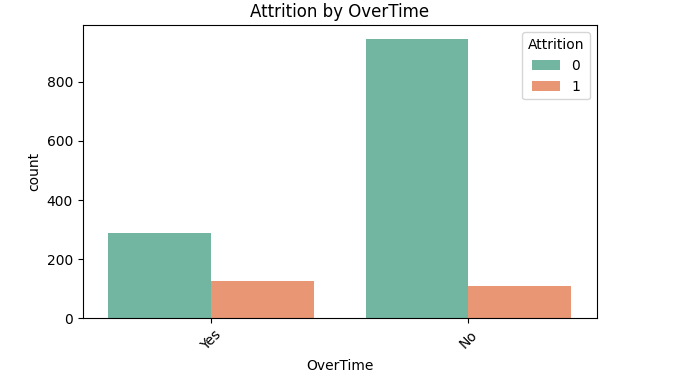 Attrition by OverTime
Attrition
0
1
800
600
400
200
0
count
Yes
No
OverTime